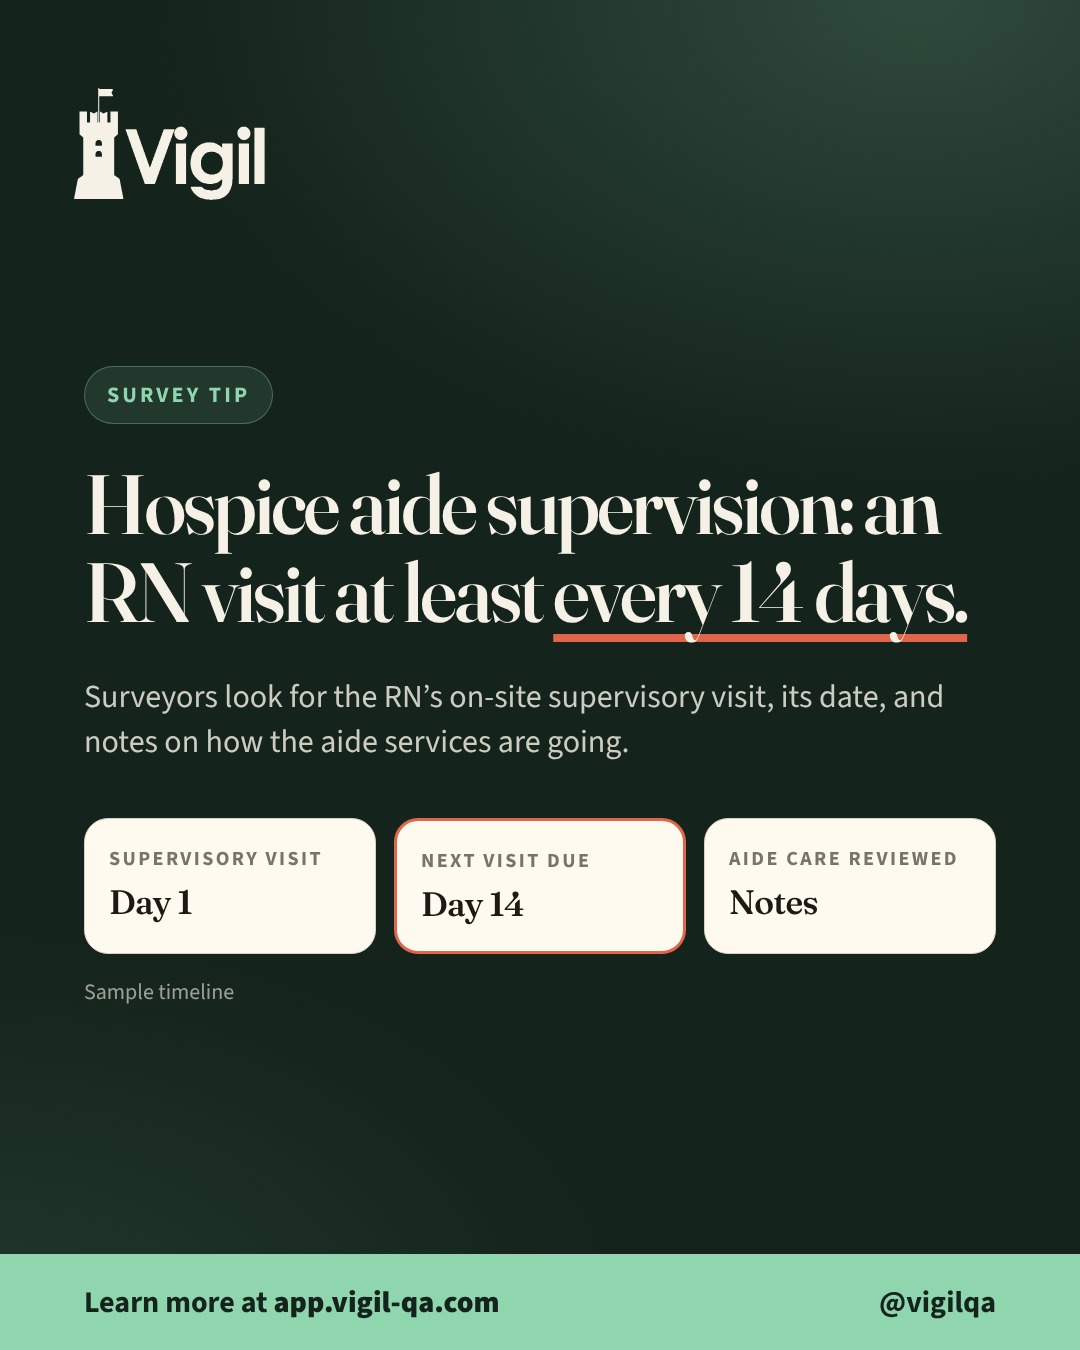 Vigil
SURVEY TIP
Hospice aide supervision: an
RN visit at least every 14 days.
Surveyors look for the RN’s on-site supervisory visit, its date, and
notes on how the aide services are going.
SUPERVISORY VISIT
Day 1
NEXT VISIT DUE
Day 14
AIDE CARE REVIEWED
Notes
Sample timeline
Learn more at app.vigil-qa.com
@vigilqa